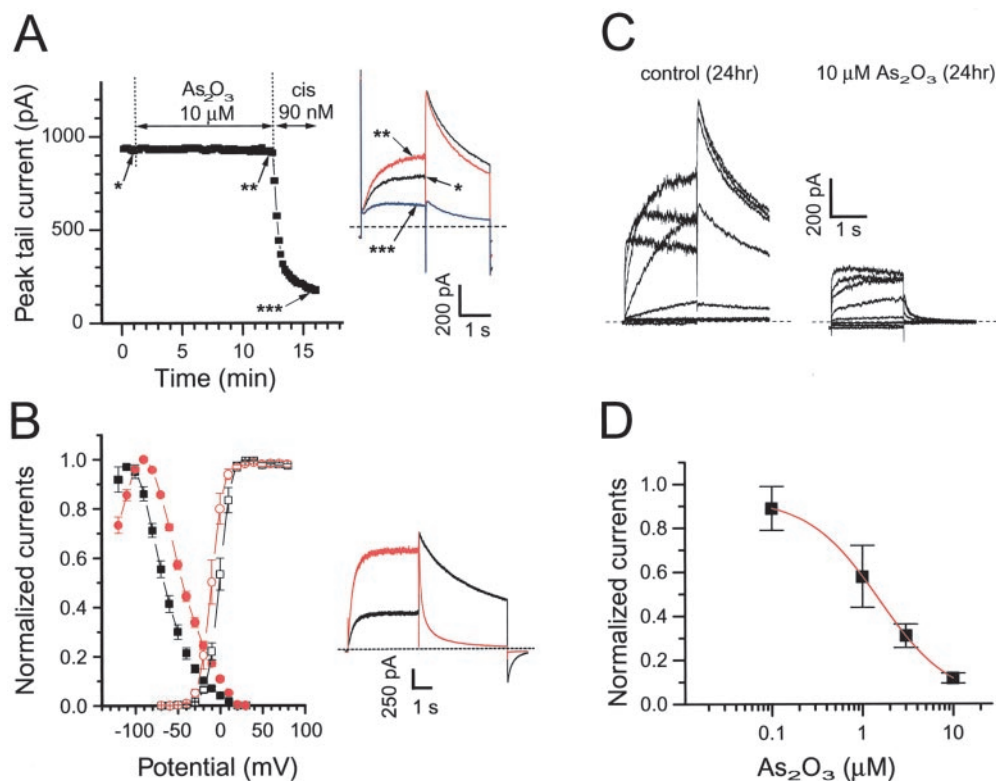 A
Peak tail current (pA)
1000
500
0
As₂O₃
10 μM
cis
90 nM
*
**
***
0 5 10 15
Time (min)
**
*
***
200 pA
1 s
C
control (24hr)
10 μM As₂O₃ (24hr)
200 pA
1 s
B
Normalized currents
1.0
0.8
0.6
0.4
0.2
0.0
-100 -50 0 50 100
Potential (mV)
250 pA
1 s
D
Normalized currents
1.0
0.8
0.6
0.4
0.2
0.0
0.1 1 10
As₂O₃ (μM)